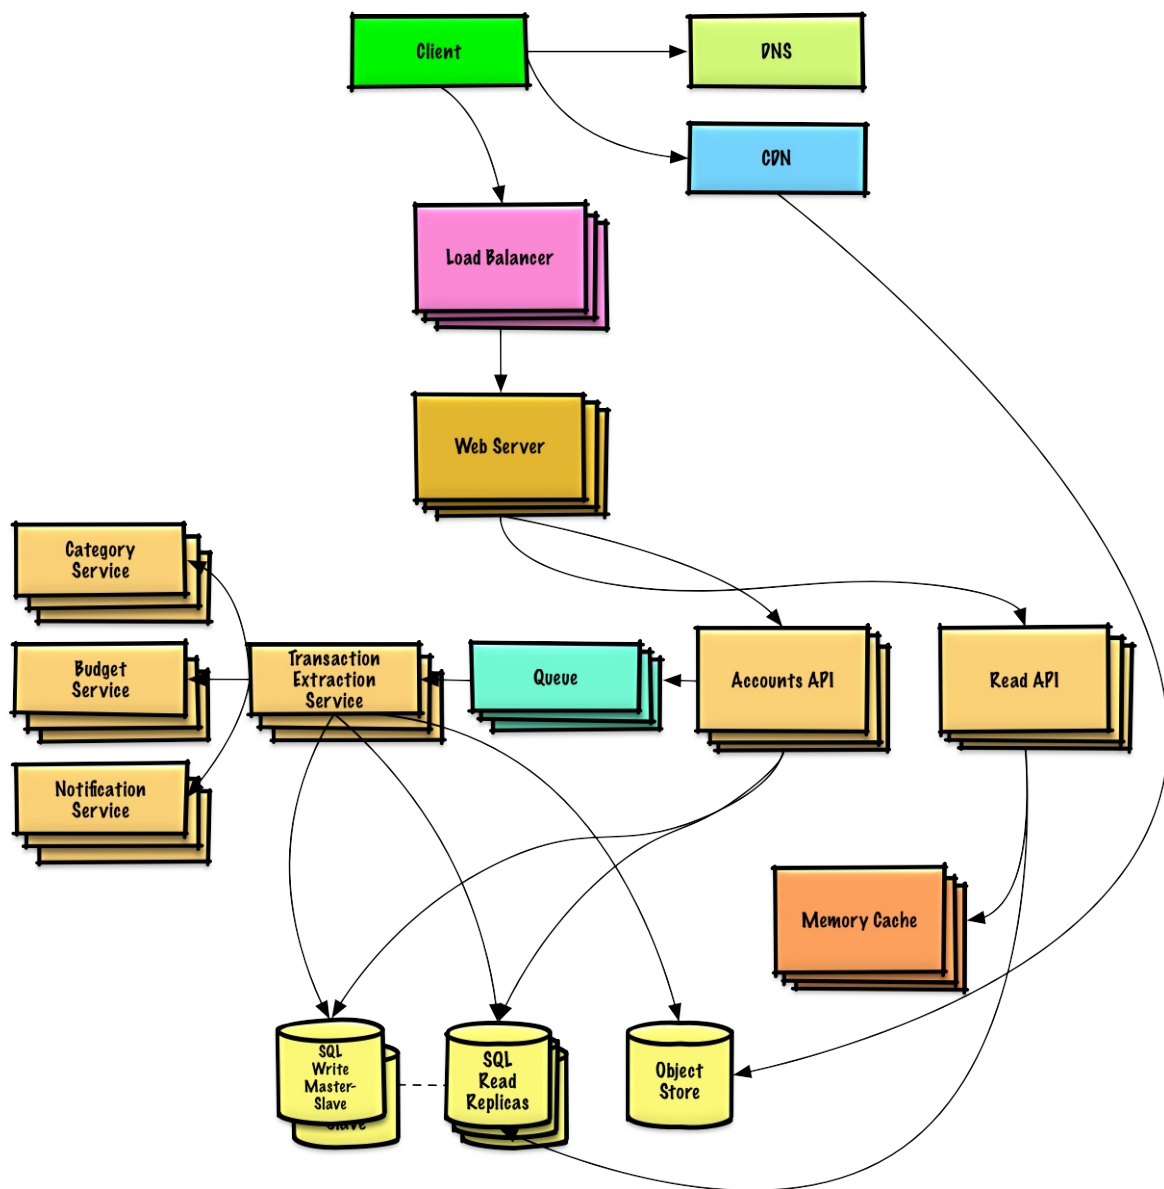 Client
DNS
CDN
Load Balancer
Web Server
Category
Service
Budget
Service
Notification
Service
Transaction
Extraction
Service
Queue
Accounts API
Read API
Memory Cache
SQL
Write
Master-
Slave
Slave
SQL
Read
Replicas
Object
Store